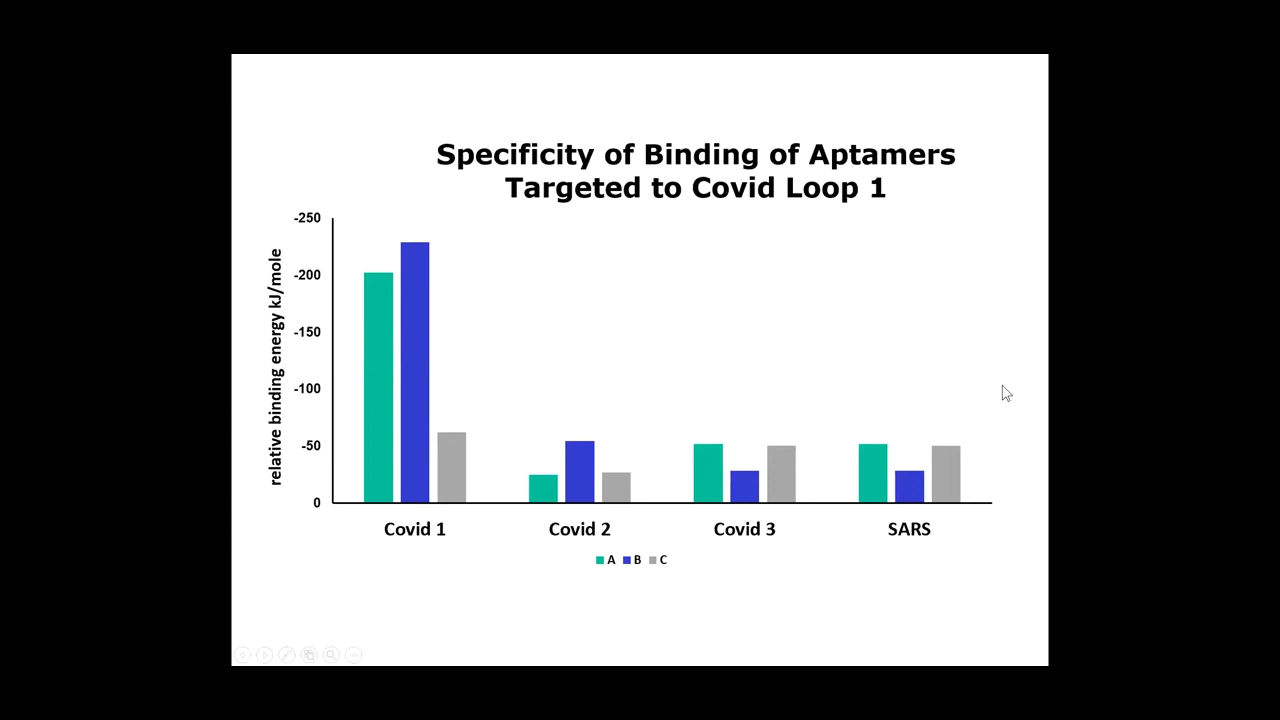 Specificity of Binding of Aptamers
Targeted to Covid Loop 1
relative binding energy kJ/mole
-250
-200
-150
-100
-50
0
Covid 1 Covid 2 Covid 3 SARS
A B C